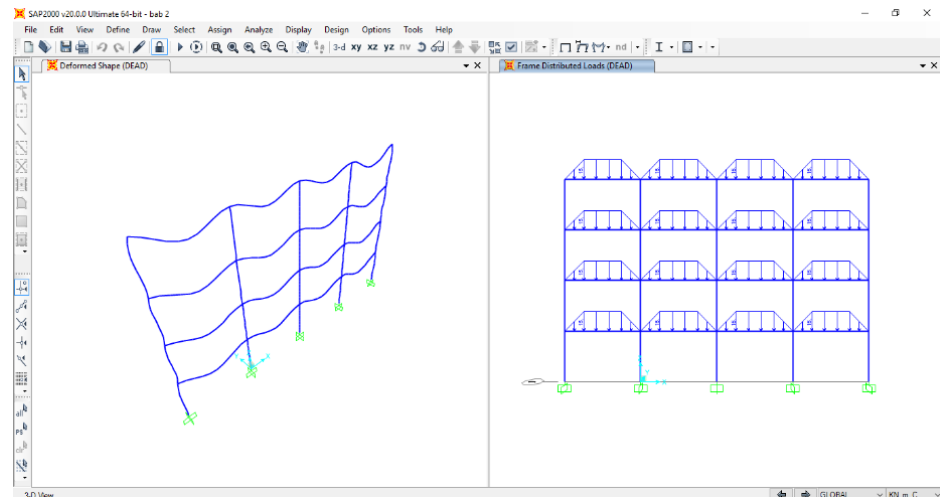 SAP2000 v20.0.0 Ultimate 64-bit - bab 2
File Edit View Define Draw Select Assign Analyze Display Design Options Tools Help
3-d xy xz yz nv nd
Deformed Shape (DEAD)
Frame Distributed Loads (DEAD)
3-D View
GLOBAL
KN, m, C